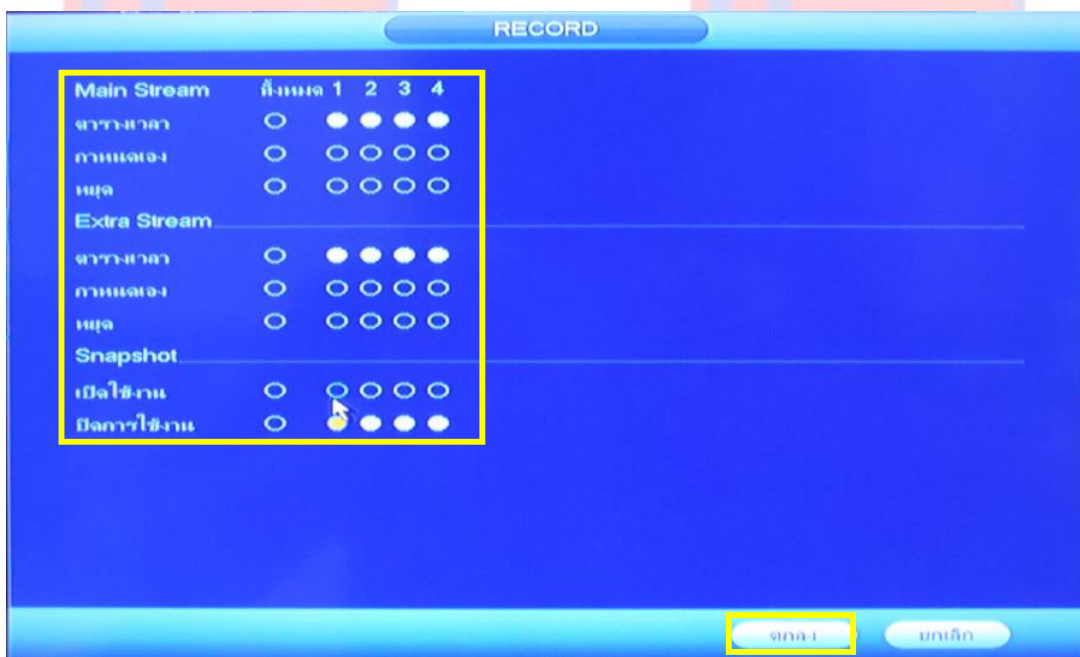 RECORD
Main Stream ทั้งหมด 1 2 3 4
ตารางเวลา
กำหนดเอง
หยุด
Extra Stream
ตารางเวลา
กำหนดเอง
หยุด
Snapshot
เปิดใช้งาน
ปิดการใช้งาน
ตกลง ยกเลิก